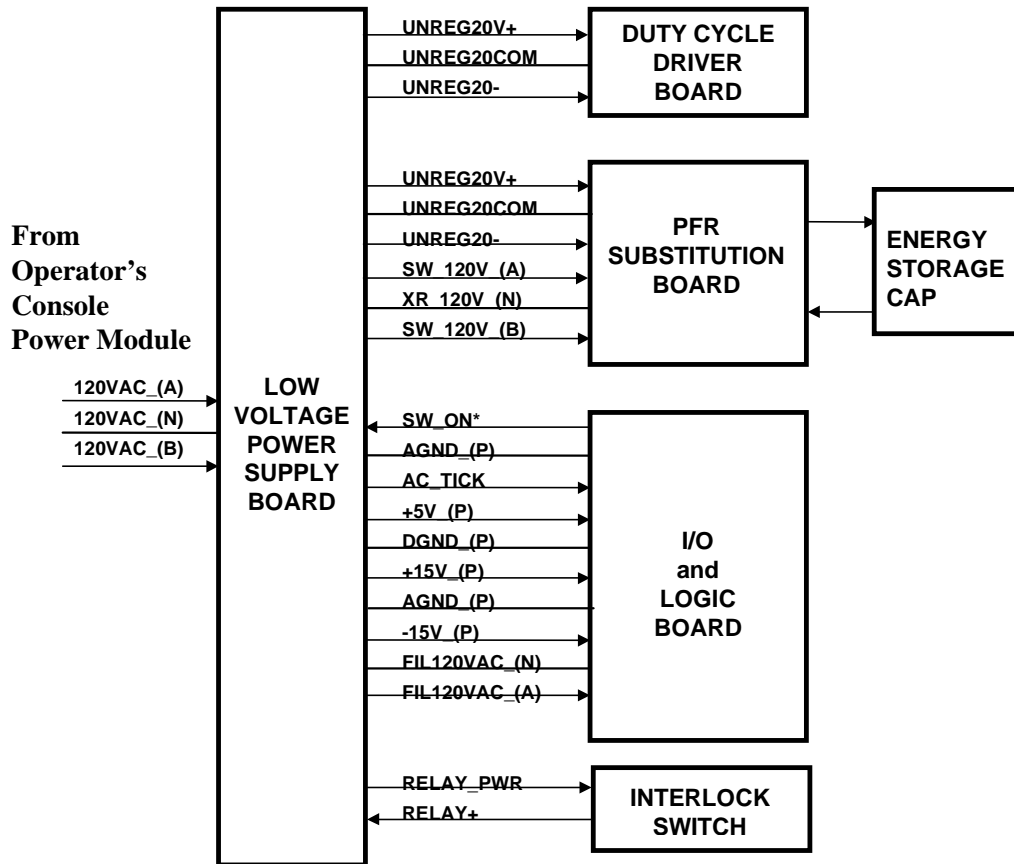 From
Operator's
Console
Power Module
120VAC_(A)
120VAC_(N)
120VAC_(B)
LOW
VOLTAGE
POWER
SUPPLY
BOARD
UNREG20V+
UNREG20COM
UNREG20-
DUTY CYCLE
DRIVER
BOARD
UNREG20V+
UNREG20COM
UNREG20-
SW_120V_(A)
XR_120V_(N)
SW_120V_(B)
PFR
SUBSTITUTION
BOARD
ENERGY
STORAGE
CAP
SW_ON*
AGND_(P)
AC_TICK
+5V_(P)
DGND_(P)
+15V_(P)
AGND_(P)
-15V_(P)
FIL120VAC_(N)
FIL120VAC_(A)
I/O
and
LOGIC
BOARD
RELAY_PWR
RELAY+
INTERLOCK
SWITCH